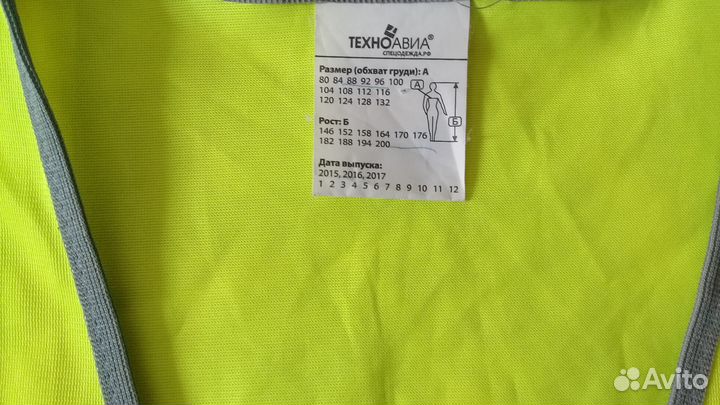 ТЕХНОАВИА®
СПЕЦОДЕЖДА.РФ
Размер (обхват груди): А
80 84 88 92 96 100
104 108 112 116
120 124 128 132
А
Б
Рост: Б
146 152 158 164 170 176
182 188 194 200
Дата выпуска:
2015, 2016, 2017
1 2 3 4 5 6 7 8 9 10 11 12
Avito